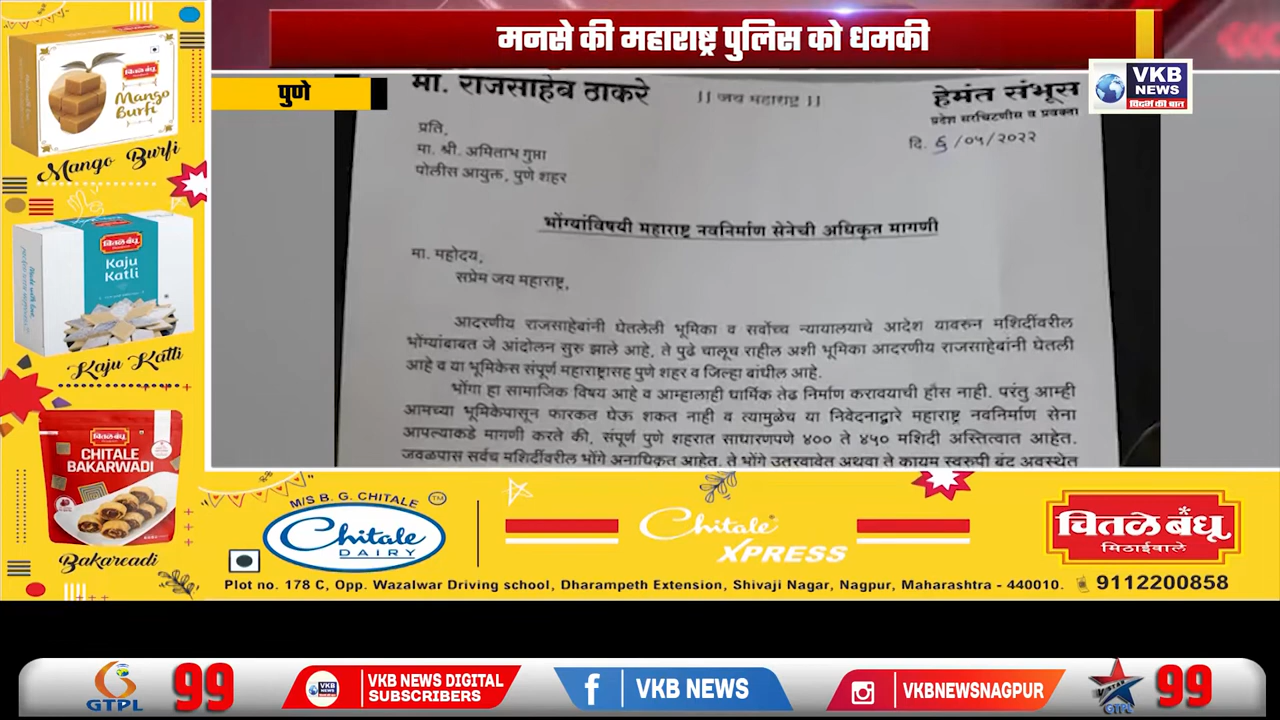 मनसे की महाराष्ट्र पुलिस को धमकी
पुणे
VKB
NEWS
विदर्भ की बात
मा. राजसाहेब ठाकरे
|| जय महाराष्ट्र ||
हेमंत संभूस
प्रदेश सरचिटणीस व प्रवक्ता
दि. ६/०५/२०२२
प्रति,
मा. श्री. अमिताभ गुप्ता
पोलीस आयुक्त, पुणे शहर
भोंग्यांविषयी महाराष्ट्र नवनिर्माण सेनेची अधिकृत मागणी
मा. महोदय,
सप्रेम जय महाराष्ट्र,
आदरणीय राजसाहेबांनी घेतलेली भूमिका व सर्वोच्च न्यायालयाचे आदेश यावरुन मशिदींवरील
भोंग्यांबाबत जे आंदोलन सुरु झाले आहे, ते पुढे चालूच राहील अशी भूमिका आदरणीय राजसाहेबांनी घेतली
आहे व या भूमिकेस संपूर्ण महाराष्ट्रासह पुणे शहर व जिल्हा बांधील आहे.
भोंगा हा सामाजिक विषय आहे व आम्हालाही धार्मिक तेढ निर्माण करावयाची हौस नाही. परंतु आम्ही
आमच्या भूमिकेपासून फारकत घेऊ शकत नाही व त्यामुळेच या निवेदनाद्वारे महाराष्ट्र नवनिर्माण सेना
आपल्याकडे मागणी करते की, संपूर्ण पुणे शहरात साधारणपणे ४०० ते ४५० मशिदी अस्तित्वात आहेत.
जवळपास सर्वच मशिदींवरील भोंगे अनाधिकृत आहेत. ते भोंगे उतरवावेत अथवा ते कायम स्वरुपी बंद अवस्थेत
चितळे बंधू
Mango
Burfi
Mango Burfi
चितळे बंधू
Kaju
Katli
Kaju Katli
चितळे बंधू
CHITALE
BAKARWADI
Bakareadi
M/S B. G. CHITALE TM
Chitale
DAIRY
Chitale
XPRESS
चितळे बंधू
मिठाईवाले
Plot no. 178 C, Opp. Wazalwar Driving school, Dharampeth Extension, Shivaji Nagar, Nagpur, Maharashtra - 440010. 9112200858
GTPL 99
VKB NEWS DIGITAL
SUBSCRIBERS
VKB NEWS
VKBNEWSNAGPUR
GTPL 99